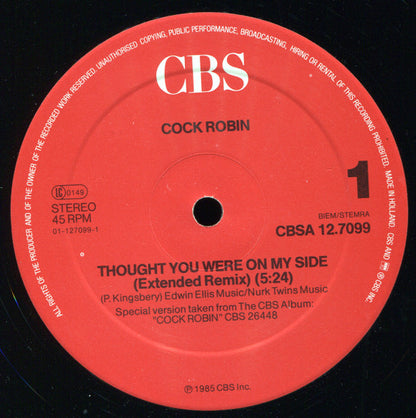 ALL RIGHTS OF THE PRODUCER AND OF THE OWNER OF THE RECORDED WORK RESERVED. UNAUTHORISED COPYING, PUBLIC PERFORMANCE, BROADCASTING, HIRING OR RENTAL OF THIS RECORDING PROHIBITED. MADE IN HOLLAND. CBS AND ARE ® CBS INC.
CBS
COCK ROBIN
LC 0149
STEREO
45 RPM
01-127099-1
1
BIEM/STEMRA
CBSA 12.7099
THOUGHT YOU WERE ON MY SIDE
(Extended Remix) (5:24)
(P. Kingsbery) Edwin Ellis Music/Nurk Twins Music
Special version taken from The CBS Album:
"COCK ROBIN" CBS 26448
℗ 1985 CBS Inc.